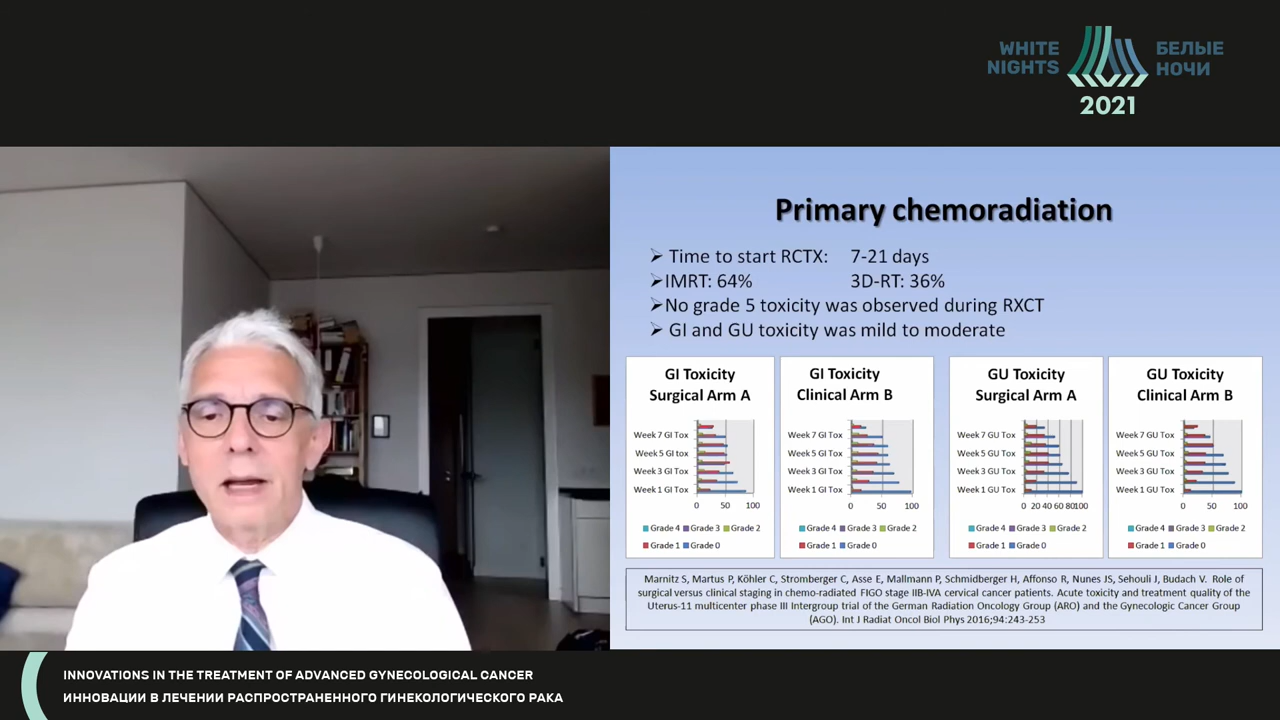 WHITE
NIGHTS
БЕЛЫЕ
НОЧИ
2021
Primary chemoradiation
Time to start RCTX: 7-21 days
IMRT: 64% 3D-RT: 36%
No grade 5 toxicity was observed during RXCT
GI and GU toxicity was mild to moderate
GI Toxicity
Surgical Arm A
Week 7 GI Tox
Week 5 GI tox
Week 3 GI Tox
Week 1 GI Tox
0 50 100
Grade 4 Grade 3 Grade 2
Grade 1 Grade 0
GI Toxicity
Clinical Arm B
Week 7 GI Tox
Week 5 GI Tox
Week 3 GI Tox
Week 1 GI Tox
0 50 100
Grade 4 Grade 3 Grade 2
Grade 1 Grade 0
GU Toxicity
Surgical Arm A
Week 7 GU Tox
Week 5 GU Tox
Week 3 GU Tox
Week 1 GU Tox
0 20 40 60 80100
Grade 4 Grade 3 Grade 2
Grade 1 Grade 0
GU Toxicity
Clinical Arm B
Week 7 GU Tox
Week 5 GU Tox
Week 3 GU Tox
Week 1 GU Tox
0 50 100
Grade 4 Grade 3 Grade 2
Grade 1 Grade 0
Marnitz S, Martus P, Köhler C, Stromberger C, Asse E, Mallmann P, Schmidberger H, Affonso R, Nunes JS, Sehouli J, Budach V. Role of
surgical versus clinical staging in chemo-radiated FIGO stage IIB-IVA cervical cancer patients. Acute toxicity and treatment quality of the
Uterus-11 multicenter phase III Intergroup trial of the German Radiation Oncology Group (ARO) and the Gynecologic Cancer Group
(AGO). Int J Radiat Oncol Biol Phys 2016;94:243-253
INNOVATIONS IN THE TREATMENT OF ADVANCED GYNECOLOGICAL CANCER
ИННОВАЦИИ В ЛЕЧЕНИИ РАСПРОСТРАНЕННОГО ГИНЕКОЛОГИЧЕСКОГО РАКА